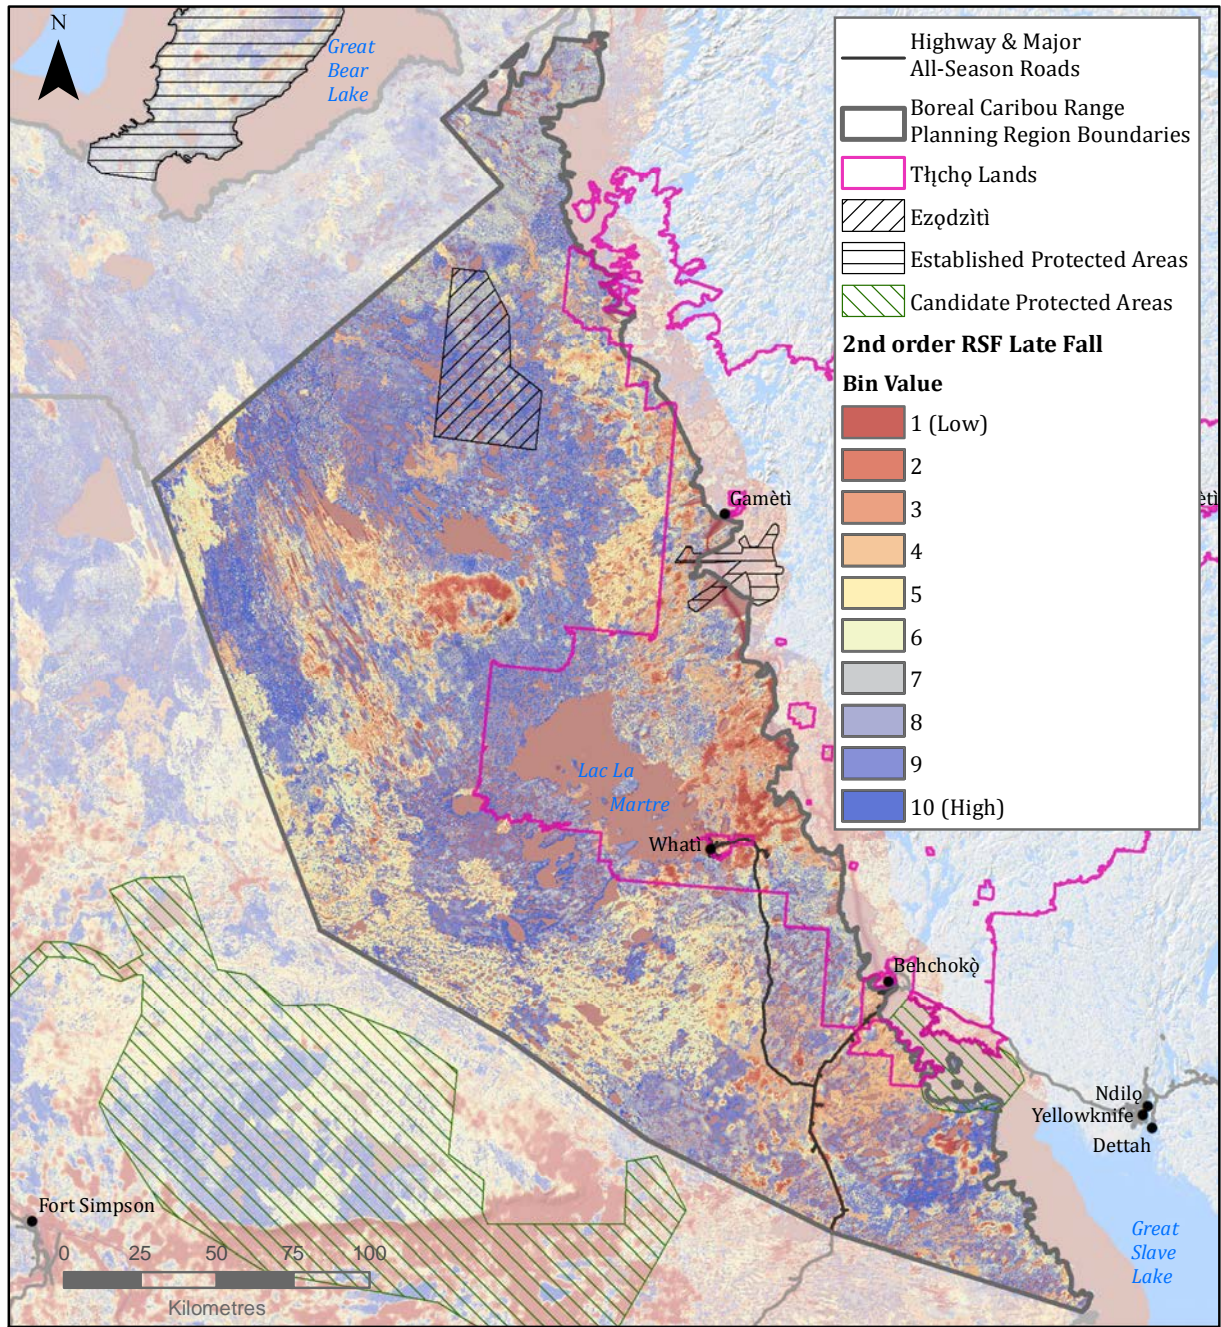 N
Great
Bear
Lake
Highway & Major
All-Season Roads
Boreal Caribou Range
Planning Region Boundaries
Tłı̨chǫ Lands
Ezǫdzìtì
Established Protected Areas
Candidate Protected Areas
2nd order RSF Late Fall
Bin Value
1 (Low)
2
3
4
5
6
7
8
9
10 (High)
Gamètì
ètì
Lac La
Martre
Whatì
Behchokǫ̀
Ndilǫ
Yellowknife
Dettah
Fort Simpson
Great
Slave
Lake
0 25 50 75 100
Kilometres